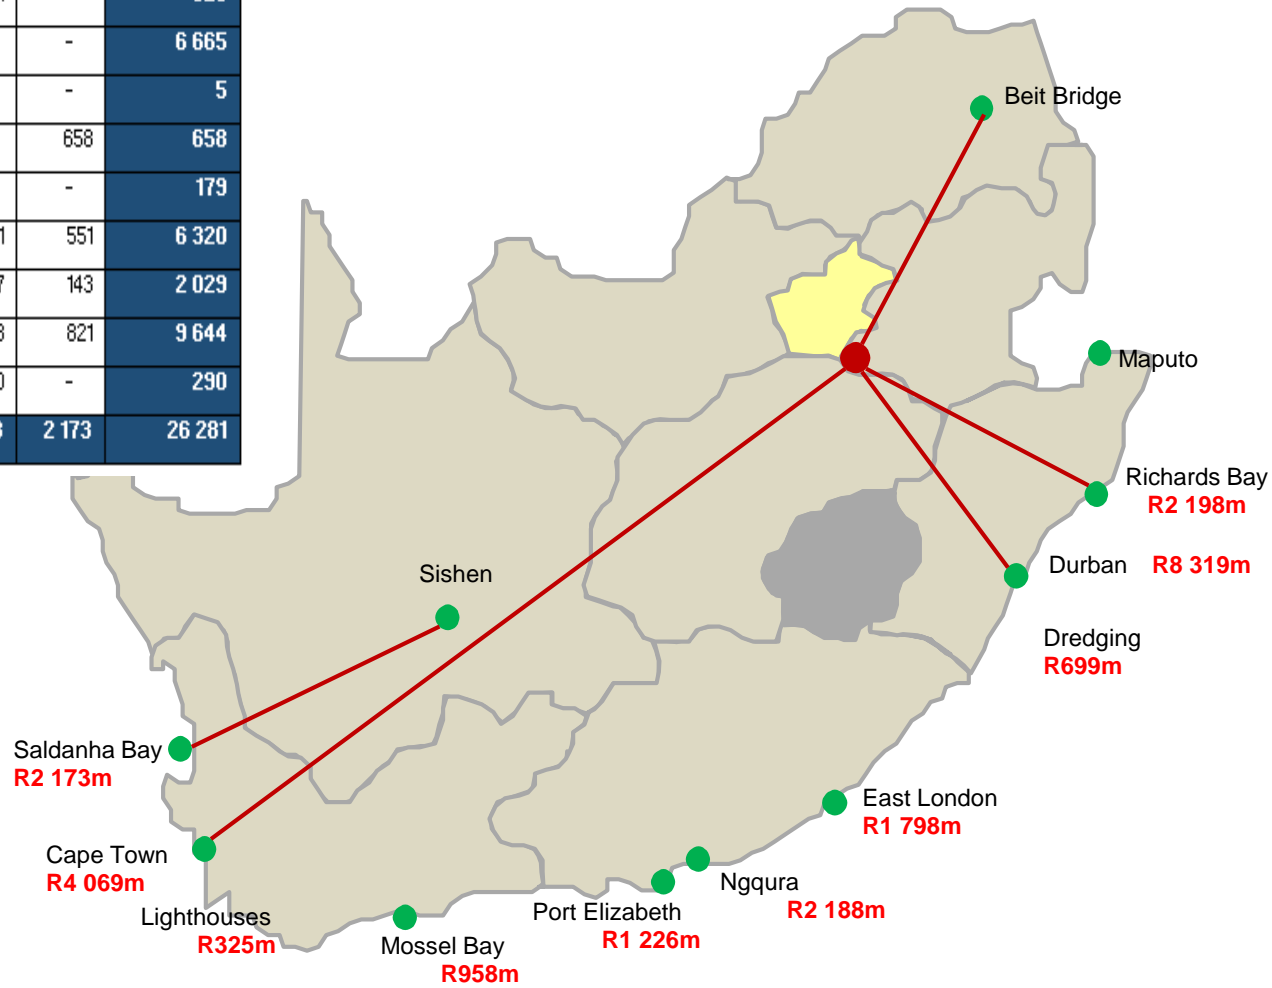 - 6 665
- 5
658 658
- 179
551 6 320
143 2 029
821 9 644
- 290
2 173 26 281
Beit Bridge
Maputo
Richards Bay
R2 198m
Durban R8 319m
Sishen
Dredging
R699m
Saldanha Bay
R2 173m
East London
R1 798m
Cape Town
R4 069m
Ngqura
R2 188m
Lighthouses
R325m
Port Elizabeth
R1 226m
Mossel Bay
R958m